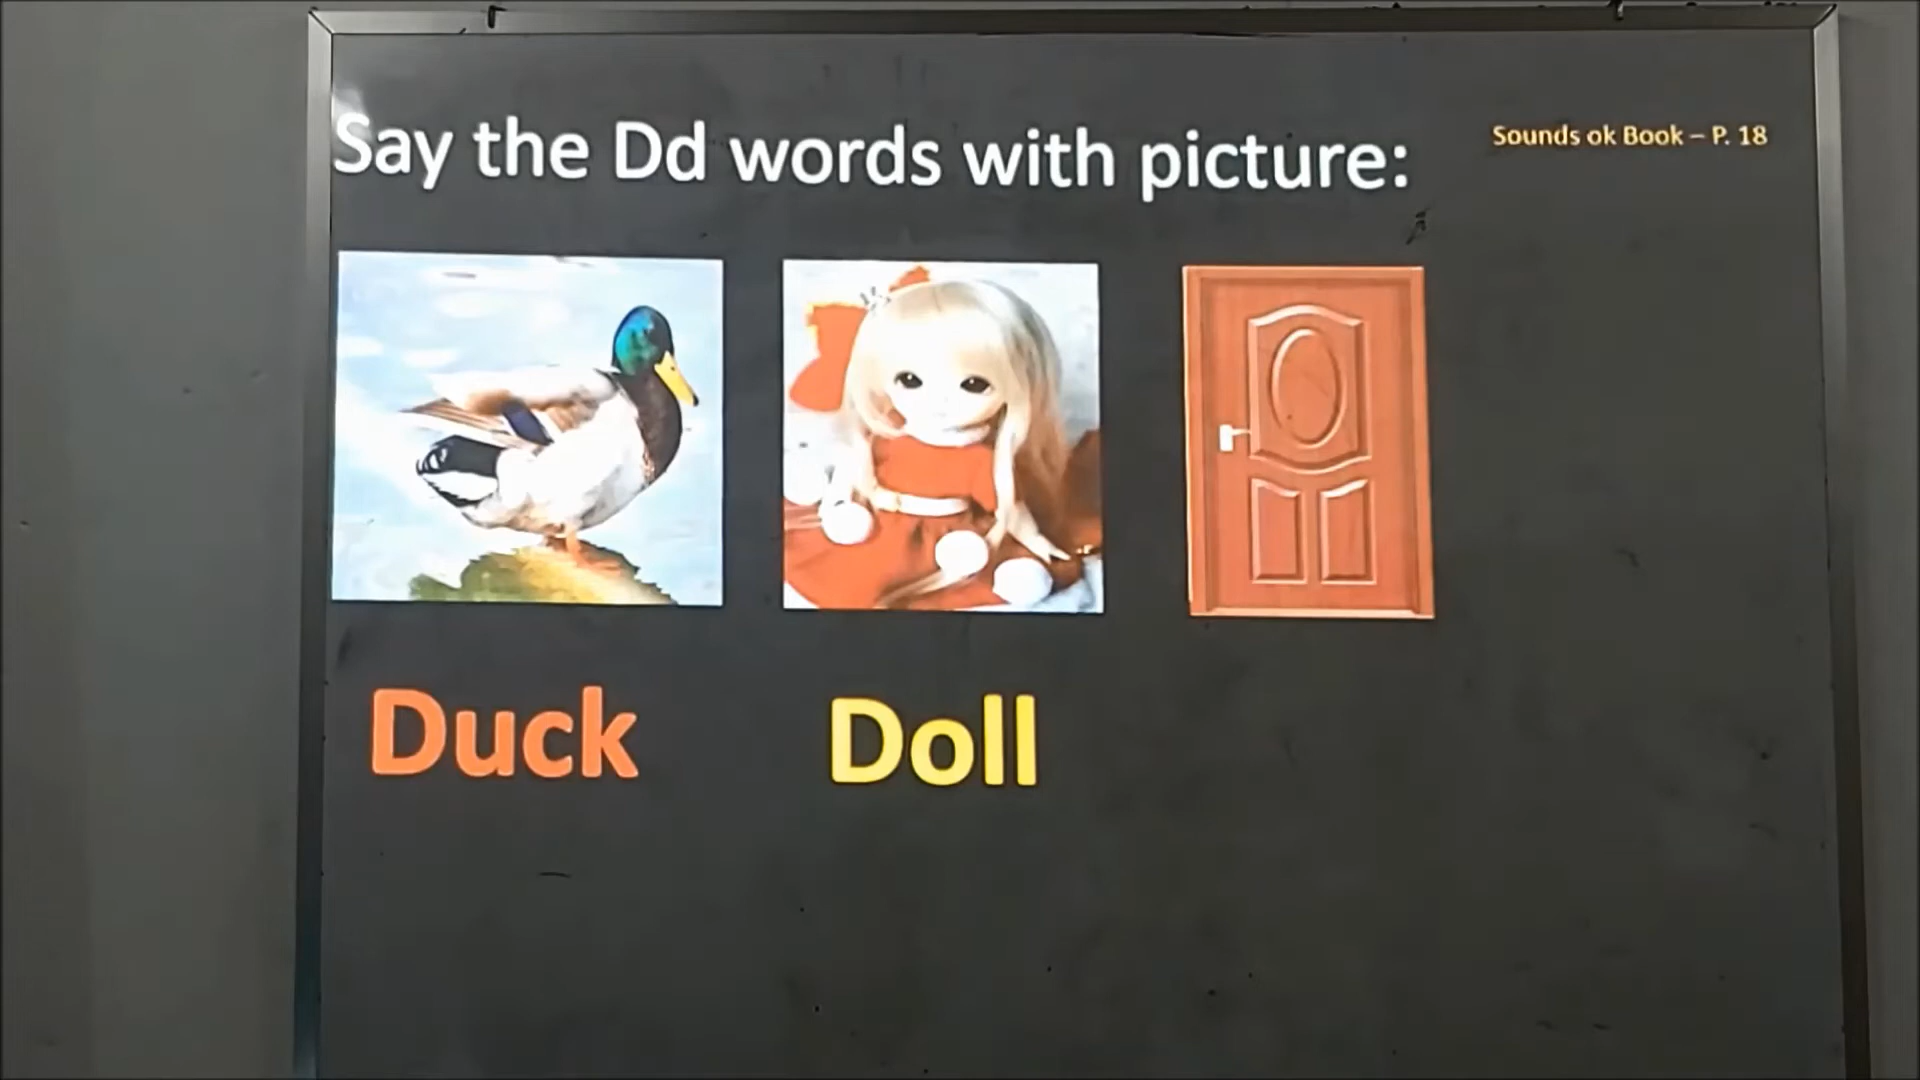 Say the Dd words with picture:
Sounds ok Book – P. 18
Duck
Doll